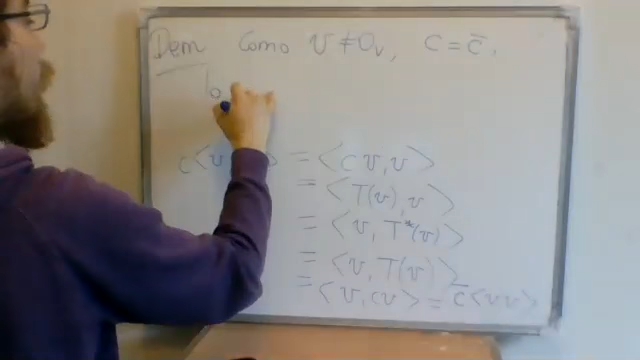 Dem Como v ≠ 0_v, c = c̄.
c<v = <cv, v>
= <T(v), v>
= <v, T*(v)>
= <v, T(v)>
= <v, cv> = c̄<v v>